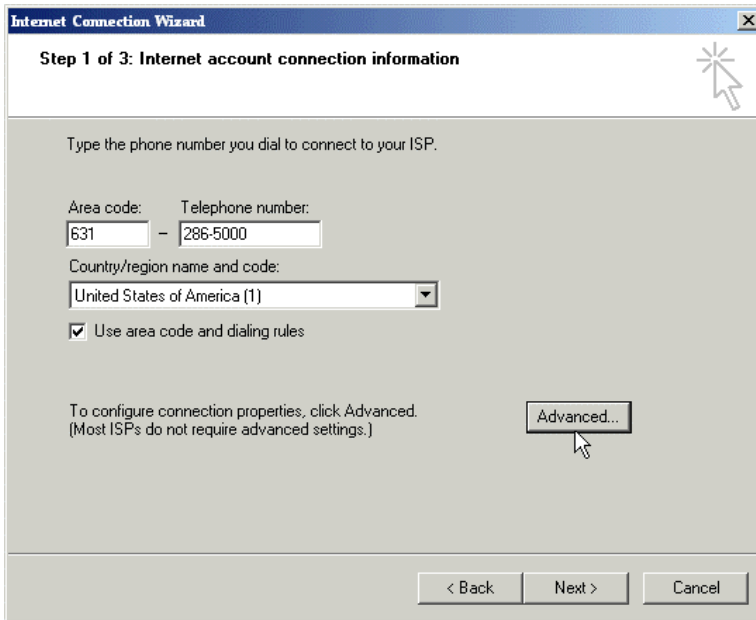 Internet Connection Wizard
Step 1 of 3: Internet account connection information
Type the phone number you dial to connect to your ISP.
Area code: Telephone number:
631 – 286-5000
Country/region name and code:
United States of America (1)
Use area code and dialing rules
To configure connection properties, click Advanced.
(Most ISPs do not require advanced settings.)
Advanced...
< Back Next > Cancel